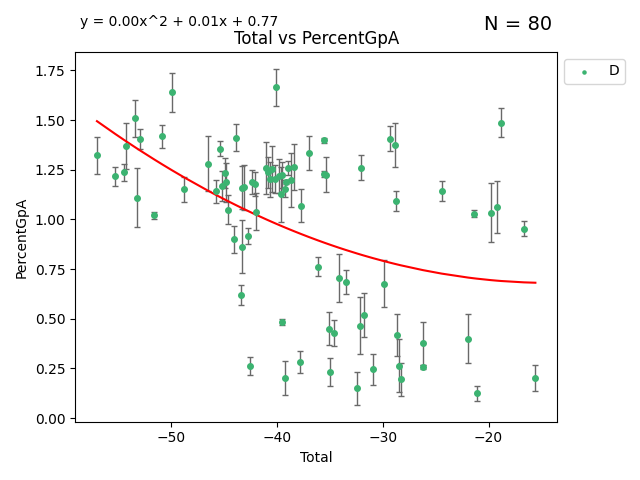 y = 0.00x^2 + 0.01x + 0.77
N = 80
Total vs PercentGpA
D
PercentGpA
1.75
1.50
1.25
1.00
0.75
0.50
0.25
0.00
−50
−40
−30
−20
Total